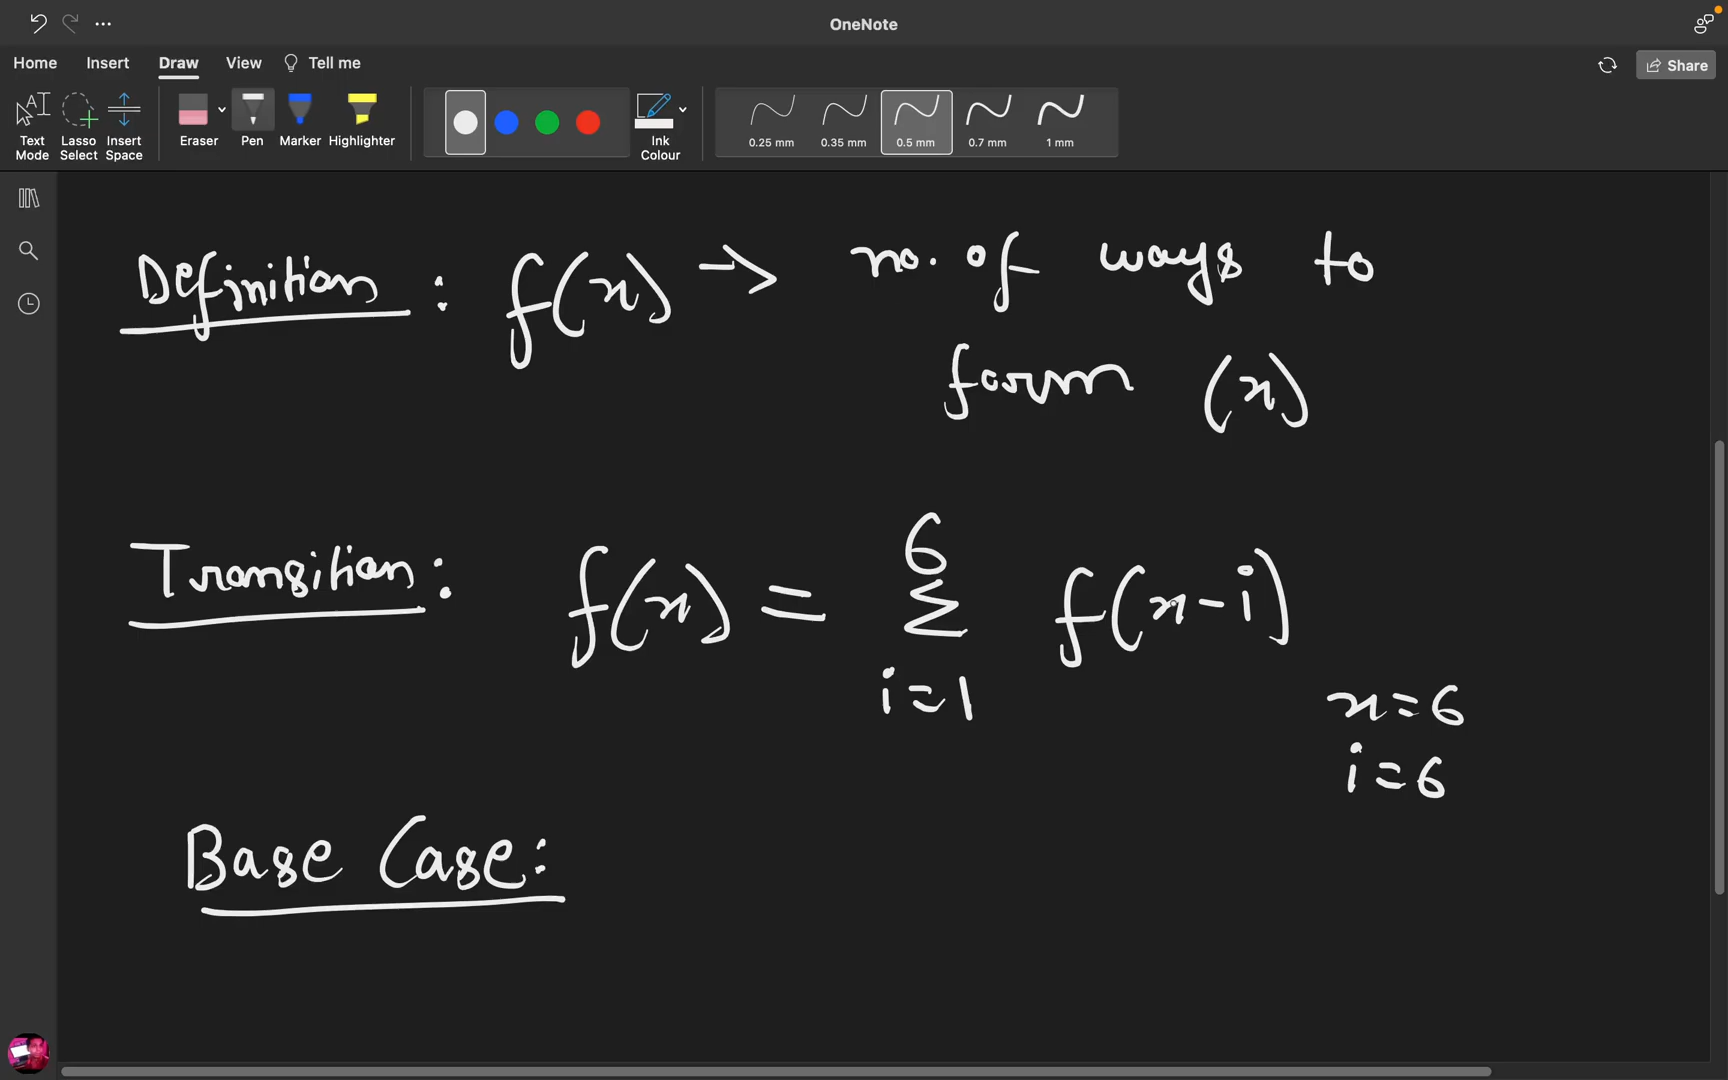 OneNote
Home Insert Draw View Tell me
Share
Text Mode
Lasso Select
Insert Space
Eraser
Pen
Marker
Highlighter
Ink Colour
0.25 mm
0.35 mm
0.5 mm
0.7 mm
1 mm
Definition : f(x) → no. of ways to
form (x)
Transition : f(x) = 6 Σ i=1 f(x-i)
x=6
i=6
Base Case: